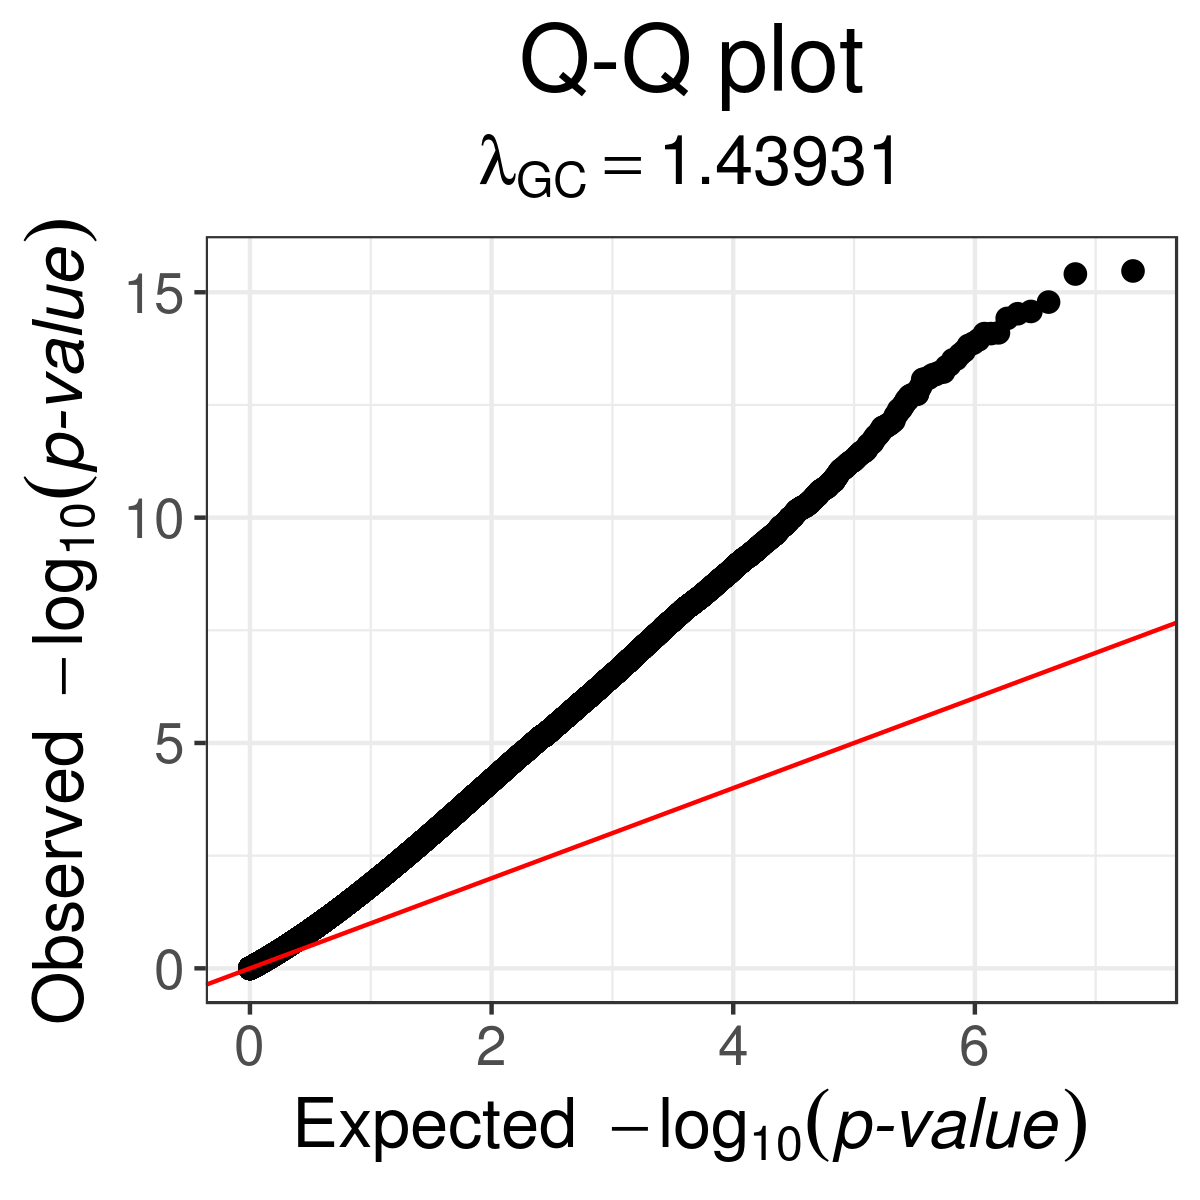 Q-Q plot
λGC = 1.43931
Observed −log10(p-value)
15
10
5
0
0 2 4 6
Expected −log10(p-value)